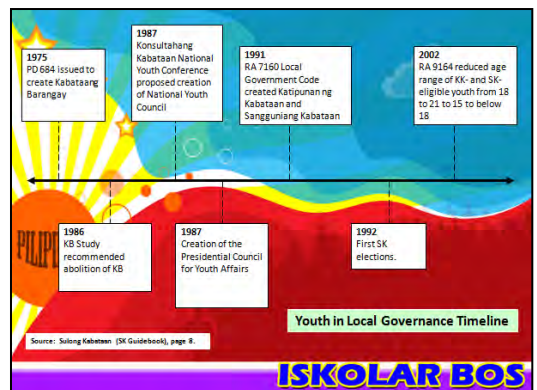 1975
PD 684 issued to
create Kabataang
Barangay
1987
Konsultahang
Kabataan National
Youth Conference
proposed creation
of National Youth
Council
1991
RA 7160 Local
Government Code
created Katipunan ng
Kabataan and
Sangguniang Kabataan
2002
RA 9164 reduced age
range of KK- and SK-
eligible youth from 18
to 21 to 15 to below
18
PILIPI
1986
KB Study
recommended
abolition of KB
1987
Creation of the
Presidential Council
for Youth Affairs
1992
First SK
elections.
Youth in Local Governance Timeline
Source: Sulong Kabataan (SK Guidebook), page 8.
ISKOLAR BOS